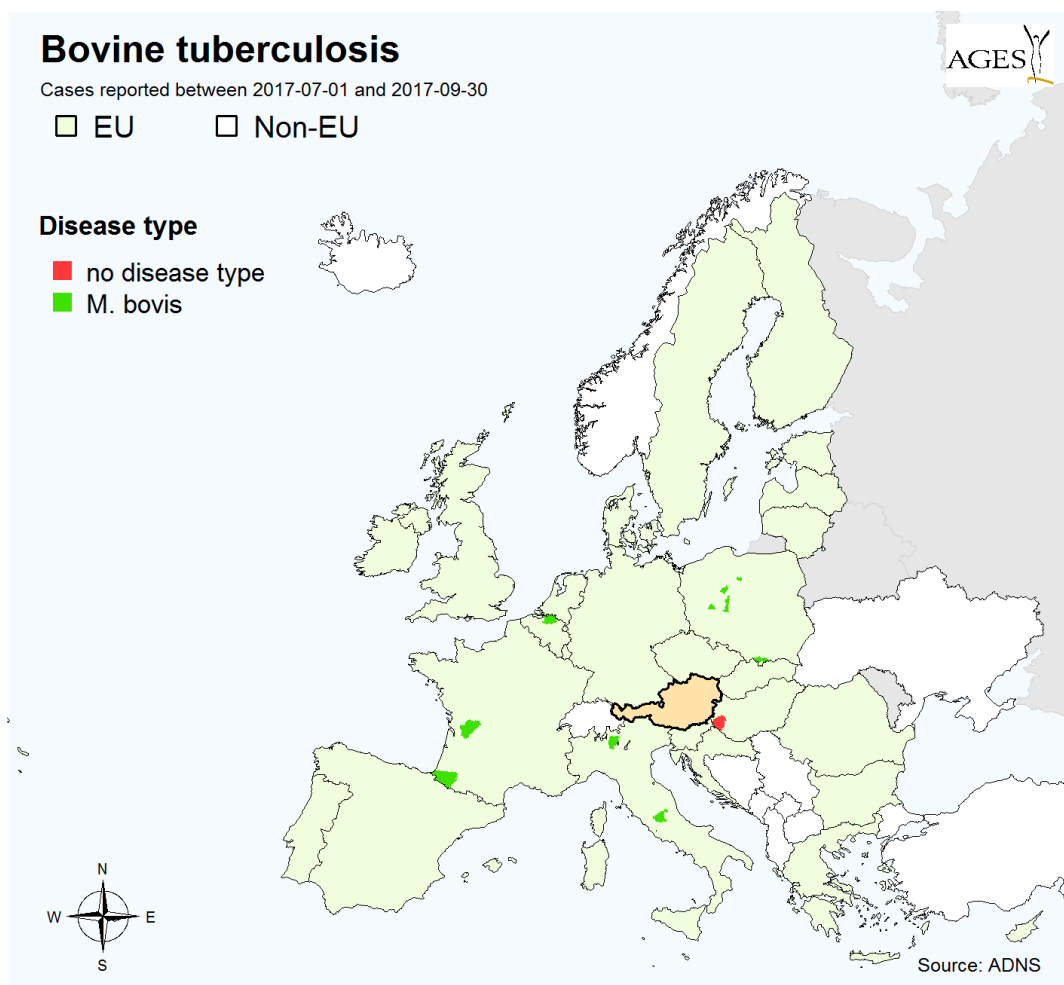 Bovine tuberculosis
AGES
Cases reported between 2017-07-01 and 2017-09-30
EU Non-EU
Disease type
no disease type
M. bovis
N
W E
S
Source: ADNS